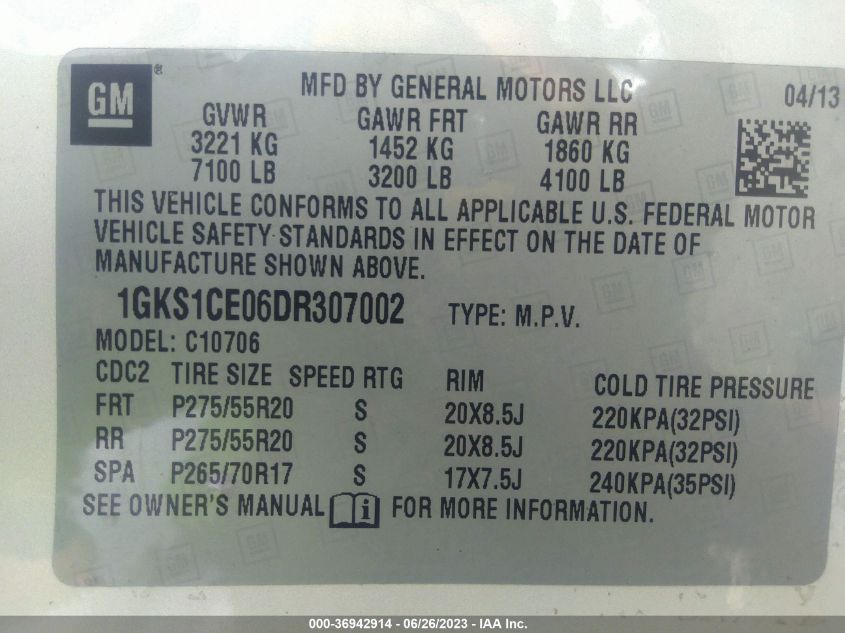 GM ®
MFD BY GENERAL MOTORS LLC 04/13
GVWR GAWR FRT GAWR RR
3221 KG 1452 KG 1860 KG
7100 LB 3200 LB 4100 LB
THIS VEHICLE CONFORMS TO ALL APPLICABLE U.S. FEDERAL MOTOR
VEHICLE SAFETY STANDARDS IN EFFECT ON THE DATE OF
MANUFACTURE SHOWN ABOVE.
1GKS1CE06DR307002 TYPE: M.P.V.
MODEL: C10706
CDC2 TIRE SIZE SPEED RTG RIM COLD TIRE PRESSURE
FRT P275/55R20 S 20X8.5J 220KPA(32PSI)
RR P275/55R20 S 20X8.5J 220KPA(32PSI)
SPA P265/70R17 S 17X7.5J 240KPA(35PSI)
SEE OWNER'S MANUAL i FOR MORE INFORMATION.
000-36942914 - 06/26/2023 - IAA Inc.